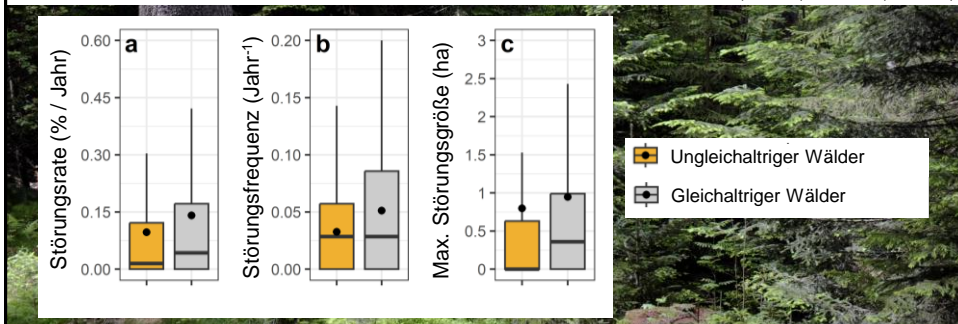 a
b
c
Störungsrate (% / Jahr)
0.60
0.45
0.30
0.15
0.00
Störungsfrequenz (Jahr⁻¹)
0.20
0.15
0.10
0.05
0.00
Max. Störungsgröße (ha)
3
2.5
2
1.5
1
0.5
0
Ungleichaltriger Wälder
Gleichaltriger Wälder